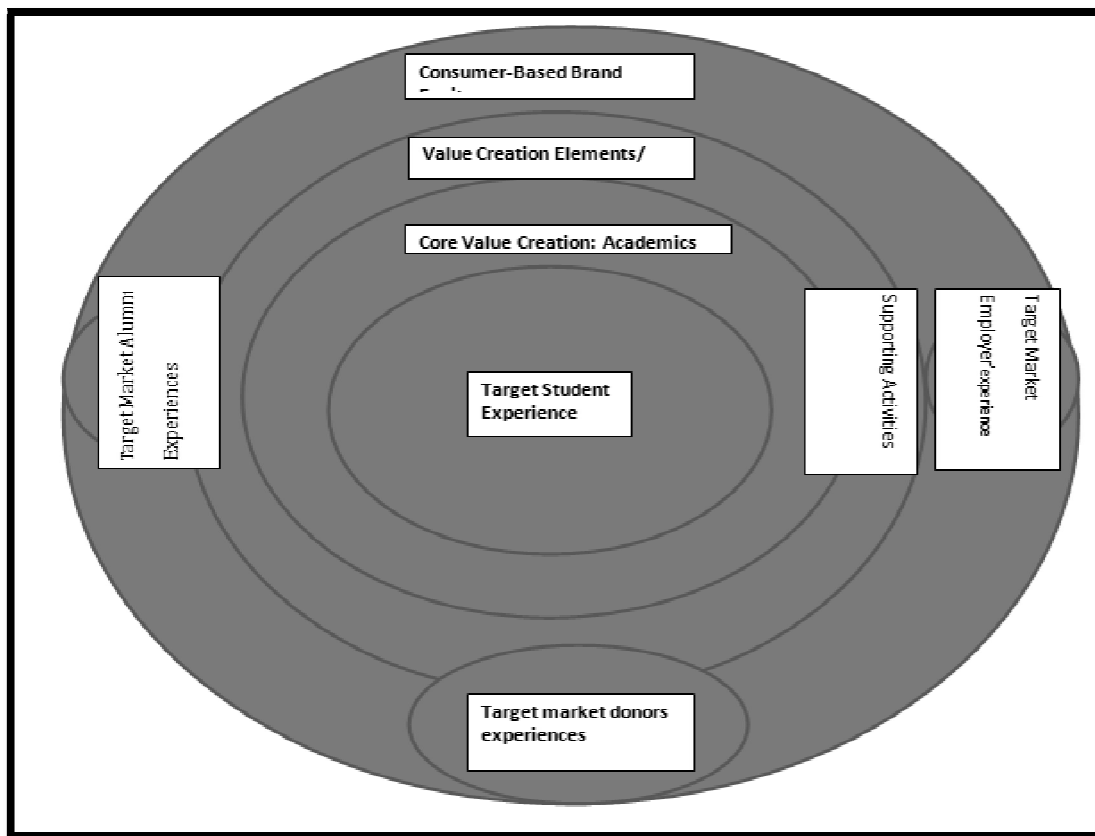 Consumer-Based Brand
Value Creation Elements/
Core Value Creation: Academics
Target Market Alumni
Experiences
Target Student
Experience
Supporting Activities
Target Market
Employer'experience
Target market donors
experiences